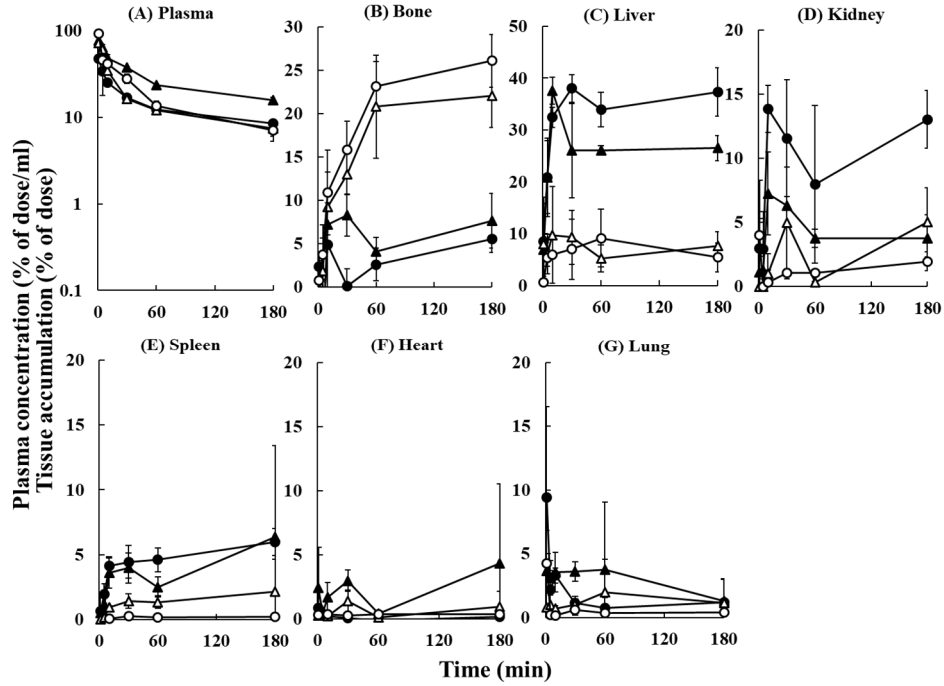 (A) Plasma
(B) Bone
(C) Liver
(D) Kidney
100
10
1
0.1
0 60 120 180
30
25
20
15
10
5
0
0 60 120 180
50
40
30
20
10
0
0 60 120 180
20
15
10
5
0
0 60 120 180
Plasma concentration (% of dose/ml)
Tissue accumulation (% of dose)
(E) Spleen
(F) Heart
(G) Lung
20
15
10
5
0
0 60 120 180
20
15
10
5
0
0 60 120 180
20
15
10
5
0
0 60 120 180
Time (min)